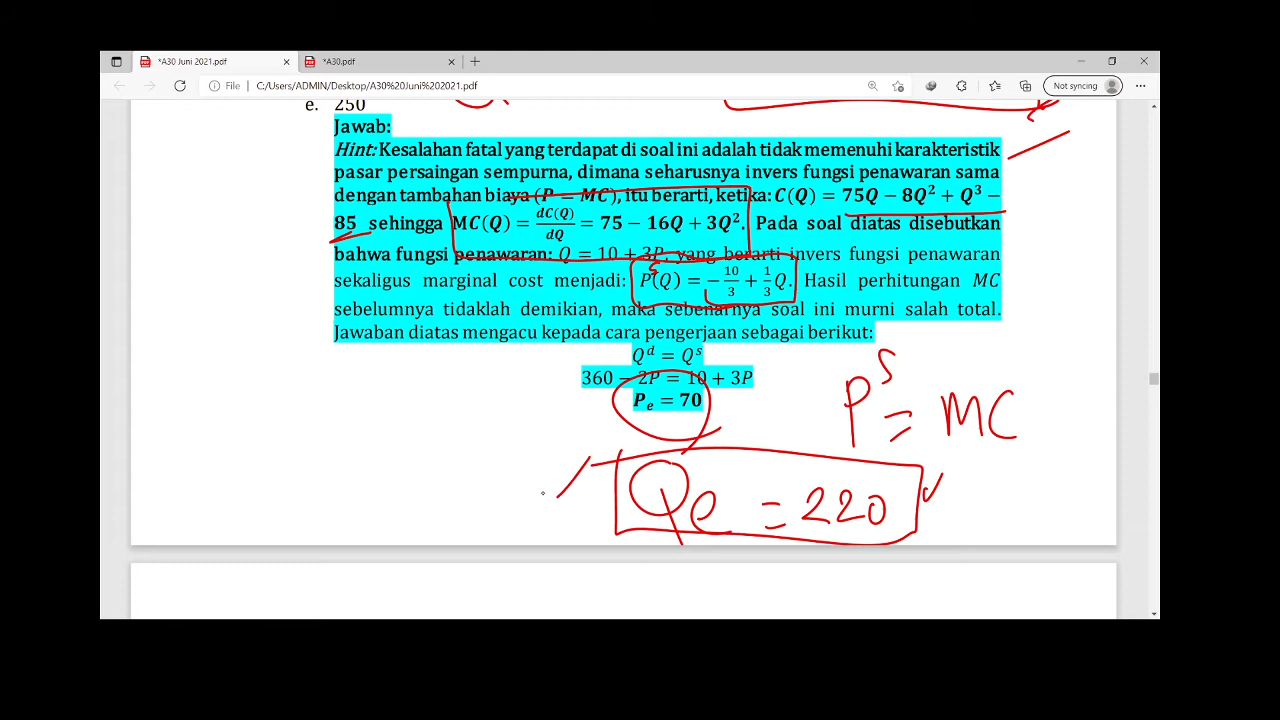 *A30 Juni 2021.pdf
*A30.pdf
File
C:/Users/ADMIN/Desktop/A30%20Juni%202021.pdf
Not syncing
e. 250
Jawab:
Hint: Kesalahan fatal yang terdapat di soal ini adalah tidak memenuhi karakteristik
pasar persaingan sempurna, dimana seharusnya invers fungsi penawaran sama
dengan tambahan biaya (P = MC), itu berarti, ketika: C(Q) = 75Q − 8Q² + Q³ −
85 sehingga MC(Q) = dC(Q)/dQ = 75 − 16Q + 3Q². Pada soal diatas disebutkan
bahwa fungsi penawaran: Q = 10 + 3P, yang berarti invers fungsi penawaran
sekaligus marginal cost menjadi: P(Q) = −10/3 + 1/3Q. Hasil perhitungan MC
sebelumnya tidaklah demikian, maka sebenarnya soal ini murni salah total.
Jawaban diatas mengacu kepada cara pengerjaan sebagai berikut:
Qᵈ = Qˢ
360 − 2P = 10 + 3P
Pₑ = 70
Pˢ = MC
Qe = 220